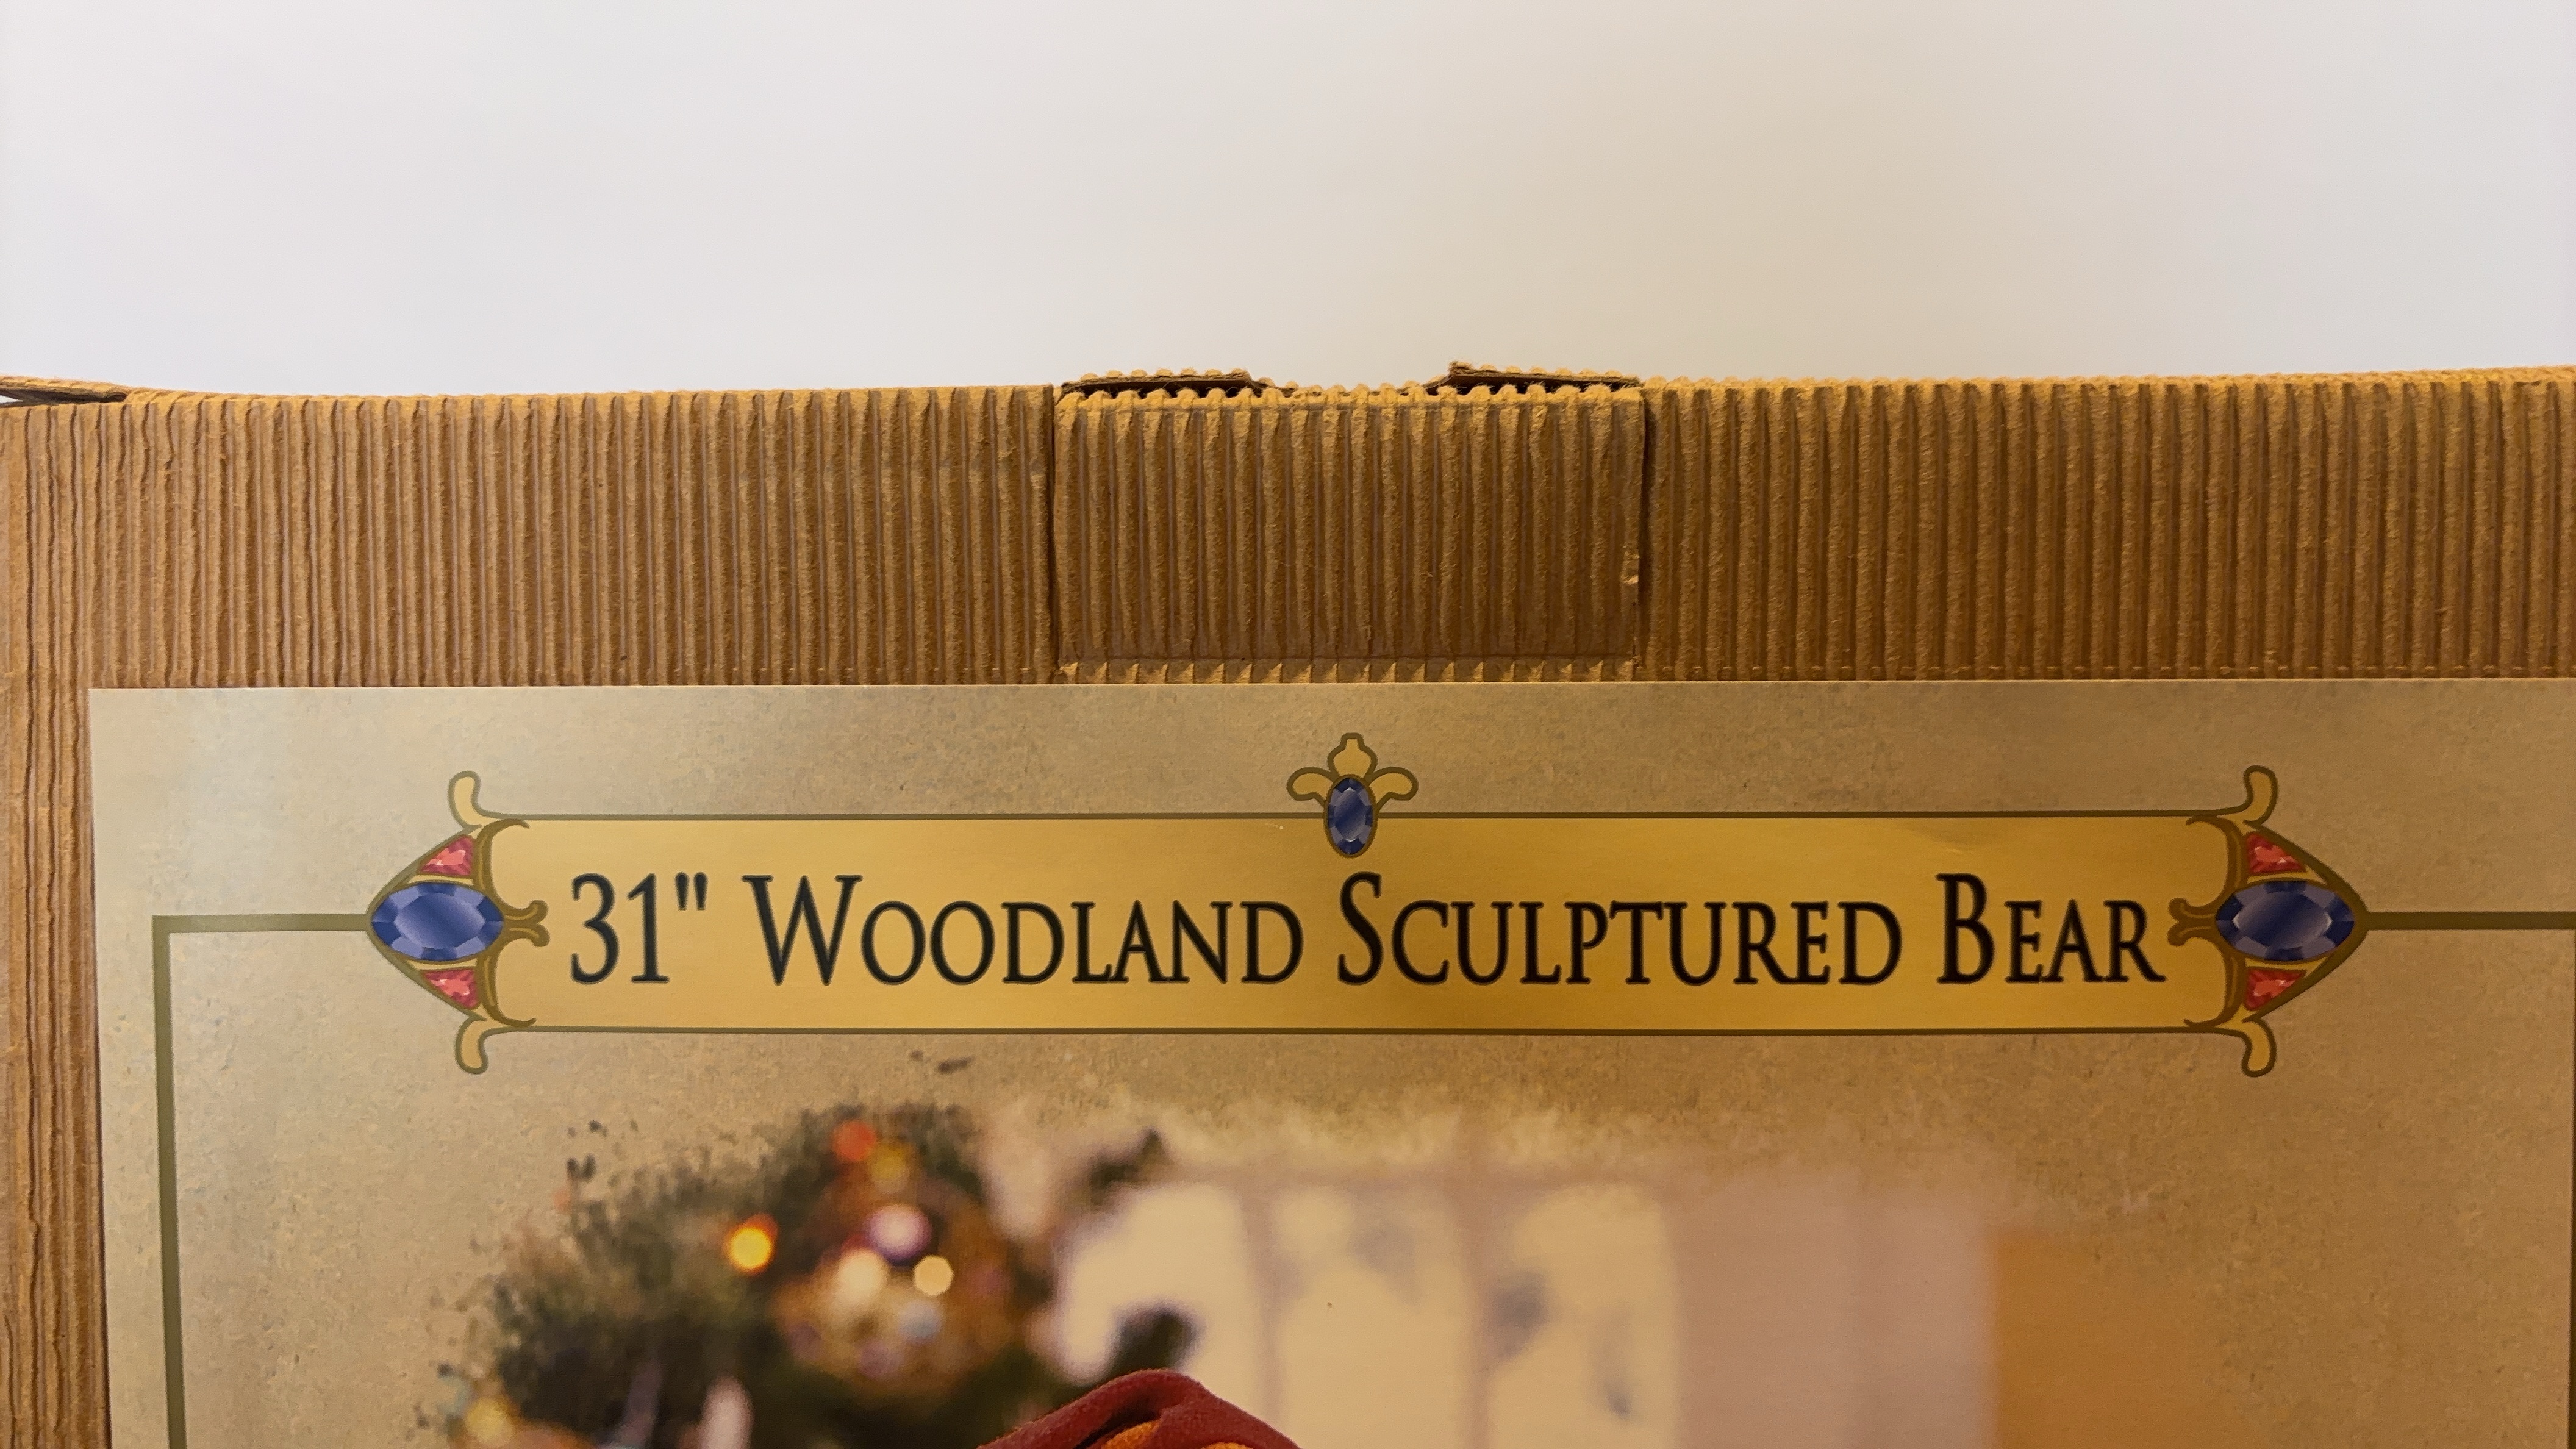 31" Woodland Sculptured Bear